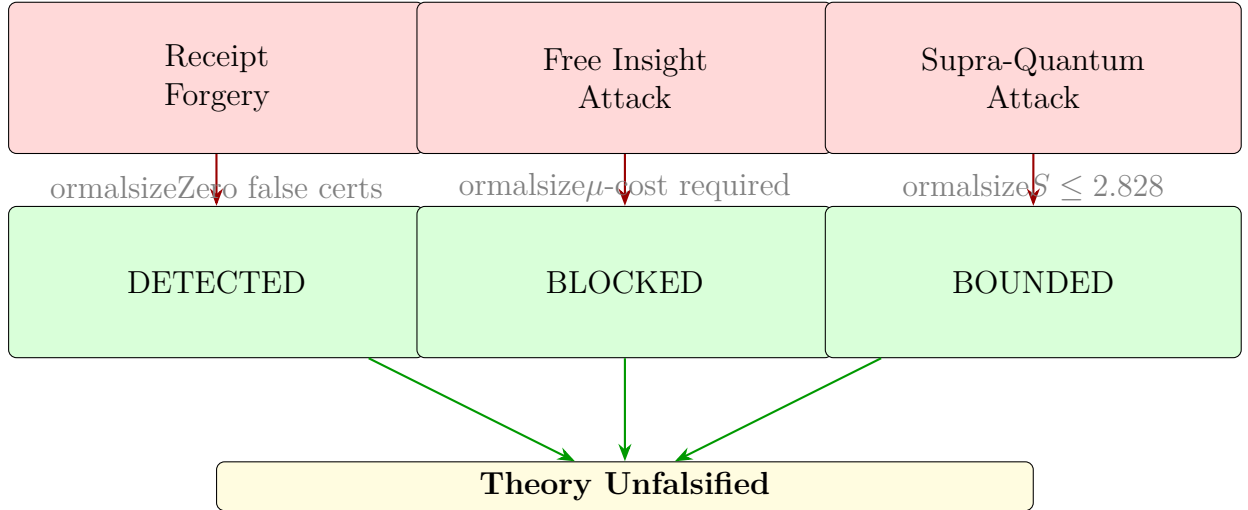 Receipt
Forgery
Free Insight
Attack
Supra-Quantum
Attack
ormalsizeZero false certs
ormalsizeμ-cost required
ormalsizeS ≤ 2.828
DETECTED
BLOCKED
BOUNDED
Theory Unfalsified